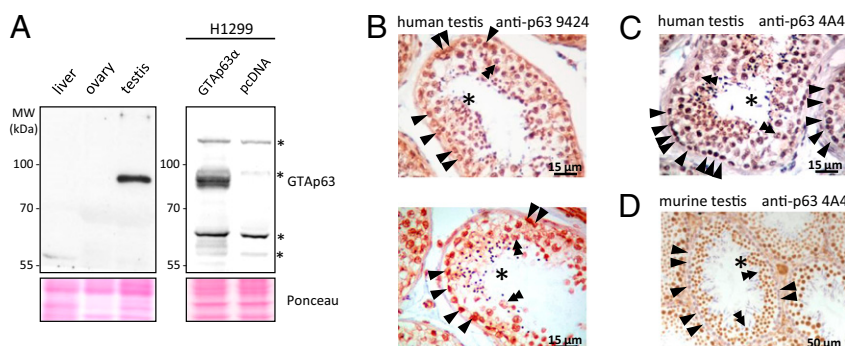 A
H1299
liver
ovary
testis
GTAp63α
pcDNA
MW
(kDa)
100
70
55
100
70
55
*
*
GTAp63
*
*
Ponceau
B
human testis anti-p63 9424
*
15 µm
*
15 µm
C
human testis anti-p63 4A4
*
15 µm
D
murine testis anti-p63 4A4
*
50 µm